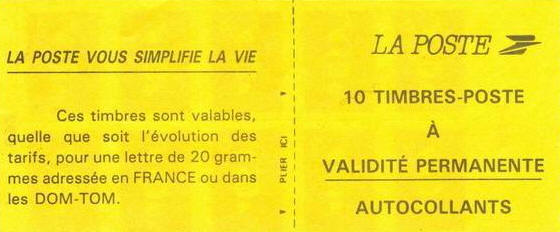 LA POSTE VOUS SIMPLIFIE LA VIE
Ces timbres sont valables,
quelle que soit l'évolution des
tarifs, pour une lettre de 20 gram-
mes adressée en FRANCE ou dans
les DOM-TOM.
PLIER ICI
LA POSTE
10 TIMBRES-POSTE
À
VALIDITÉ PERMANENTE
AUTOCOLLANTS